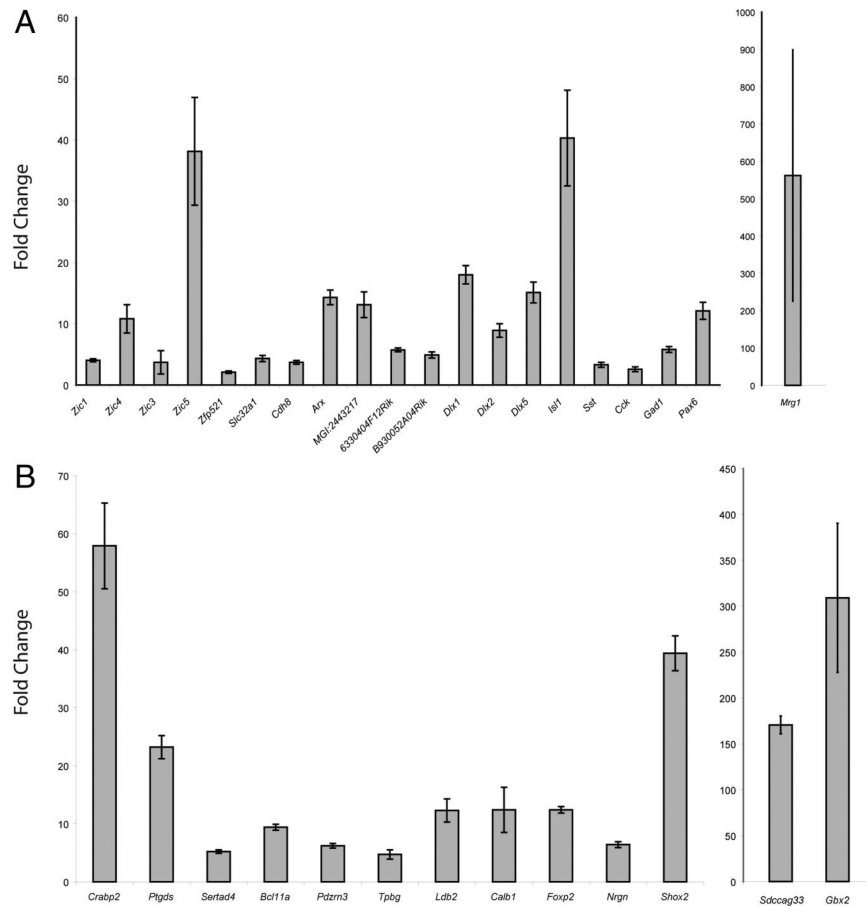 A
Fold Change
60
50
40
30
20
10
0
Zic1
Zic4
Zic3
Zic5
Zfp521
Slc32a1
Cdh8
Arx
MGI:2443217
6330404F12Rik
B930052A04Rik
Dlx1
Dlx2
Dlx5
Isl1
Sst
Cck
Gad1
Pax6
1000
900
800
700
600
500
400
300
200
100
0
Mrg1
B
Fold Change
70
60
50
40
30
20
10
0
Crabp2
Ptgds
Sertad4
Bcl11a
Pdzrn3
Tpbg
Ldb2
Calb1
Foxp2
Nrgn
Shox2
450
400
350
300
250
200
150
100
50
0
Sdccag33
Gbx2